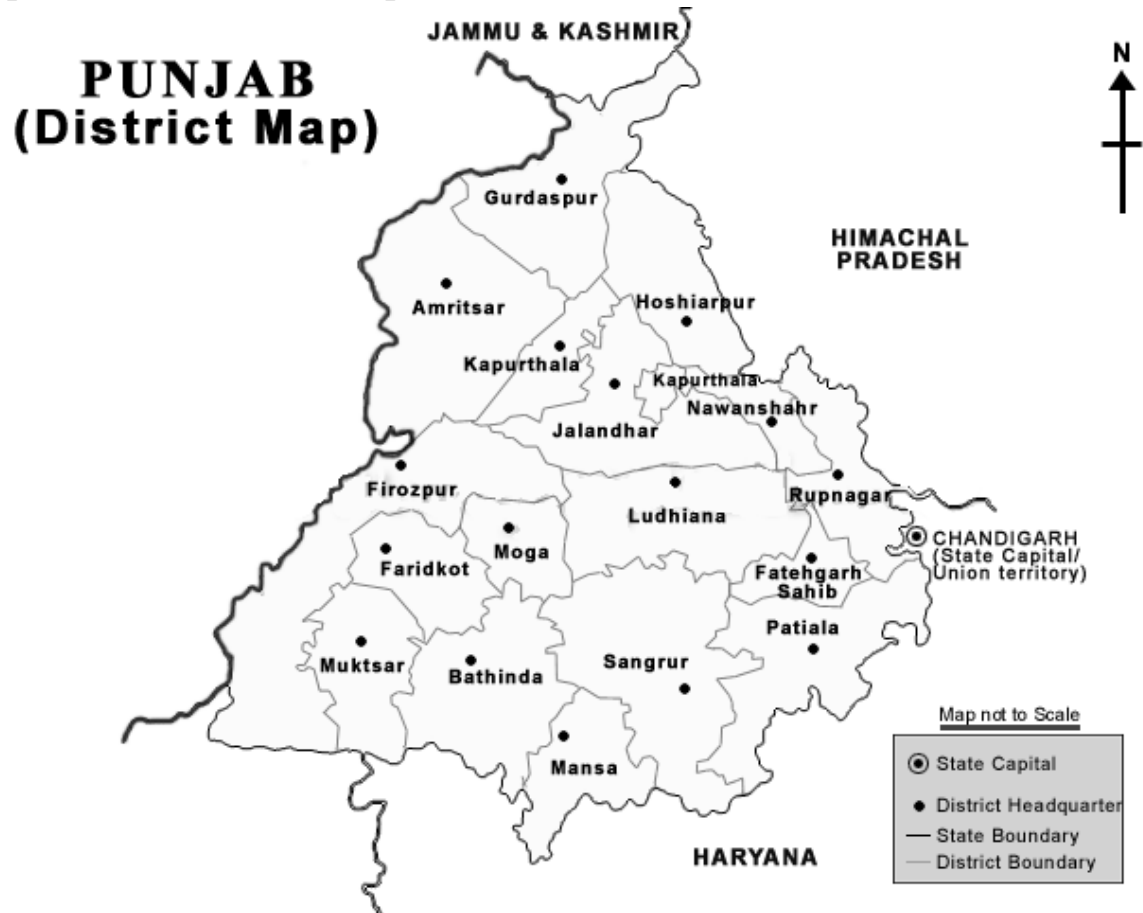 JAMMU & KASHMIR
PUNJAB
(District Map)
N
Gurdaspur
HIMACHAL
PRADESH
Amritsar
Hoshiarpur
Kapurthala
Kapurthala
Nawanshahr
Jalandhar
Firozpur
Rupnagar
Ludhiana
CHANDIGARH
(State Capital/
Union territory)
Moga
Faridkot
Fatehgarh
Sahib
Patiala
Muktsar
Bathinda
Sangrur
Mansa
Map not to Scale
State Capital
District Headquarter
State Boundary
District Boundary
HARYANA